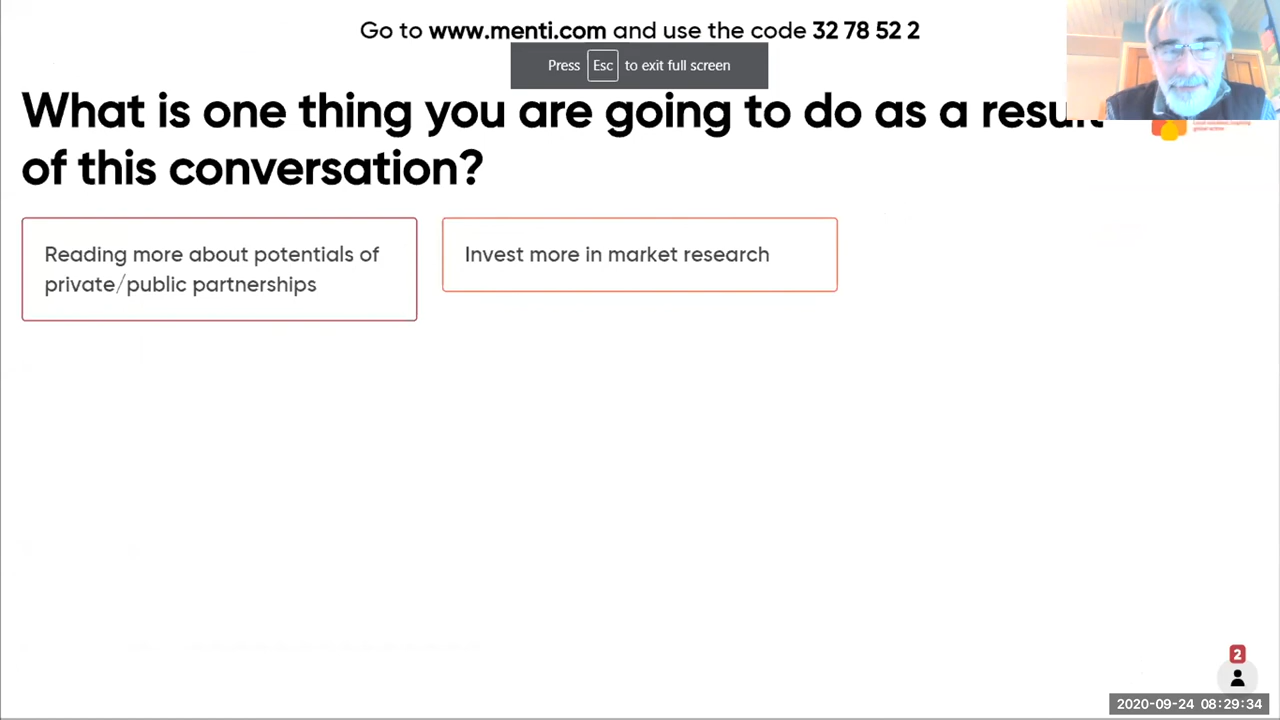 Go to www.menti.com and use the code 32 78 52 2
Press Esc to exit full screen
What is one thing you are going to do as a result
of this conversation?
Reading more about potentials of
private/public partnerships
Invest more in market research
2
2020-09-24 08:29:34